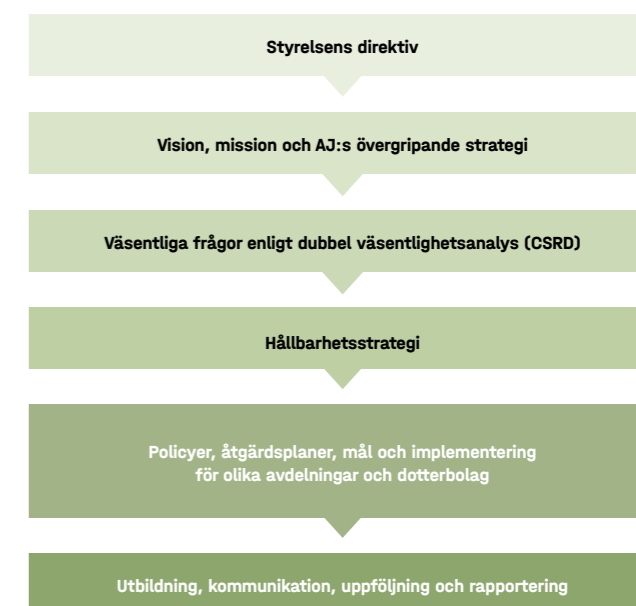 Styrelsens direktiv
Vision, mission och AJ:s övergripande strategi
Väsentliga frågor enligt dubbel väsentlighetsanalys (CSRD)
Hållbarhetsstrategi
Policyer, åtgärdsplaner, mål och implementering
för olika avdelningar och dotterbolag
Utbildning, kommunikation, uppföljning och rapportering